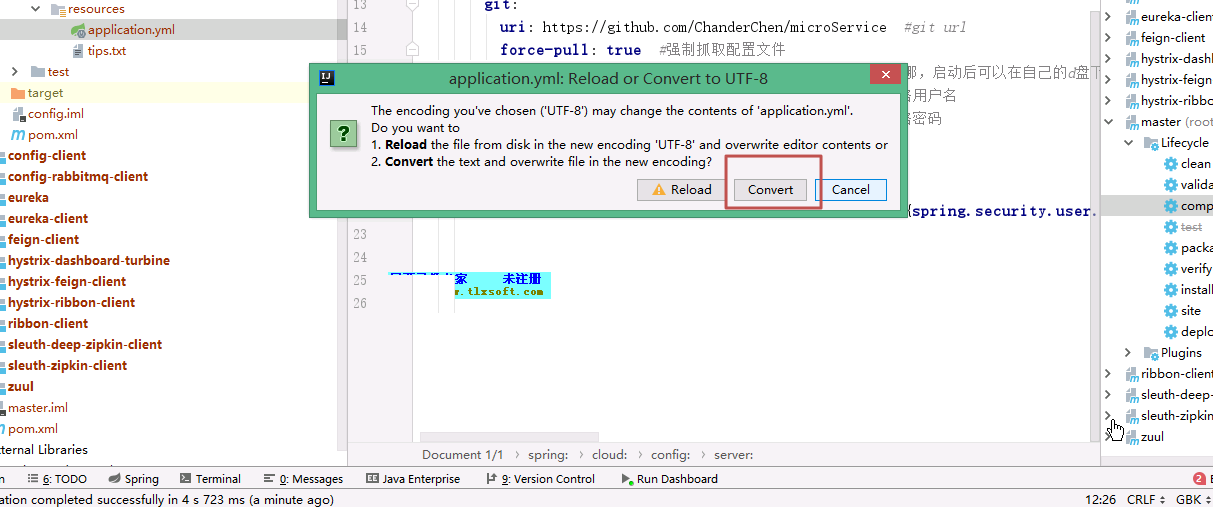 resources
application.yml
tips.txt
test
target
config.iml
pom.xml
config-client
config-rabbitmq-client
eureka
eureka-client
feign-client
hystrix-dashboard-turbine
hystrix-feign-client
hystrix-ribbon-client
ribbon-client
sleuth-deep-zipkin-client
sleuth-zipkin-client
zuul
master.iml
pom.xml
ternal Libraries
13 git:
14 uri: https://github.com/ChanderChen/microService #git url
15 force-pull: true #强制抓取配置文件
哪，启动后可以在自己的d盘下
用户名
密码
{spring.security.user.
23
24
25
26
家 未注册
w.tlxsoft.com
application.yml: Reload or Convert to UTF-8
The encoding you've chosen ('UTF-8') may change the contents of 'application.yml'.
Do you want to
1. Reload the file from disk in the new encoding 'UTF-8' and overwrite editor contents or
2. Convert the text and overwrite file in the new encoding?
Reload Convert Cancel
eureka-clien
feign-client
hystrix-dash
hystrix-feign
hystrix-ribbo
master (root
Lifecycle
clean
valida
comp
test
packa
verify
install
site
deplo
Plugins
ribbon-client
sleuth-deep-
sleuth-zipkin
zuul
Document 1/1 › spring: › cloud: › config: › server:
6: TODO Spring Terminal 0: Messages Java Enterprise 9: Version Control Run Dashboard 2
ation completed successfully in 4 s 723 ms (a minute ago) 12:26 CRLF GBK